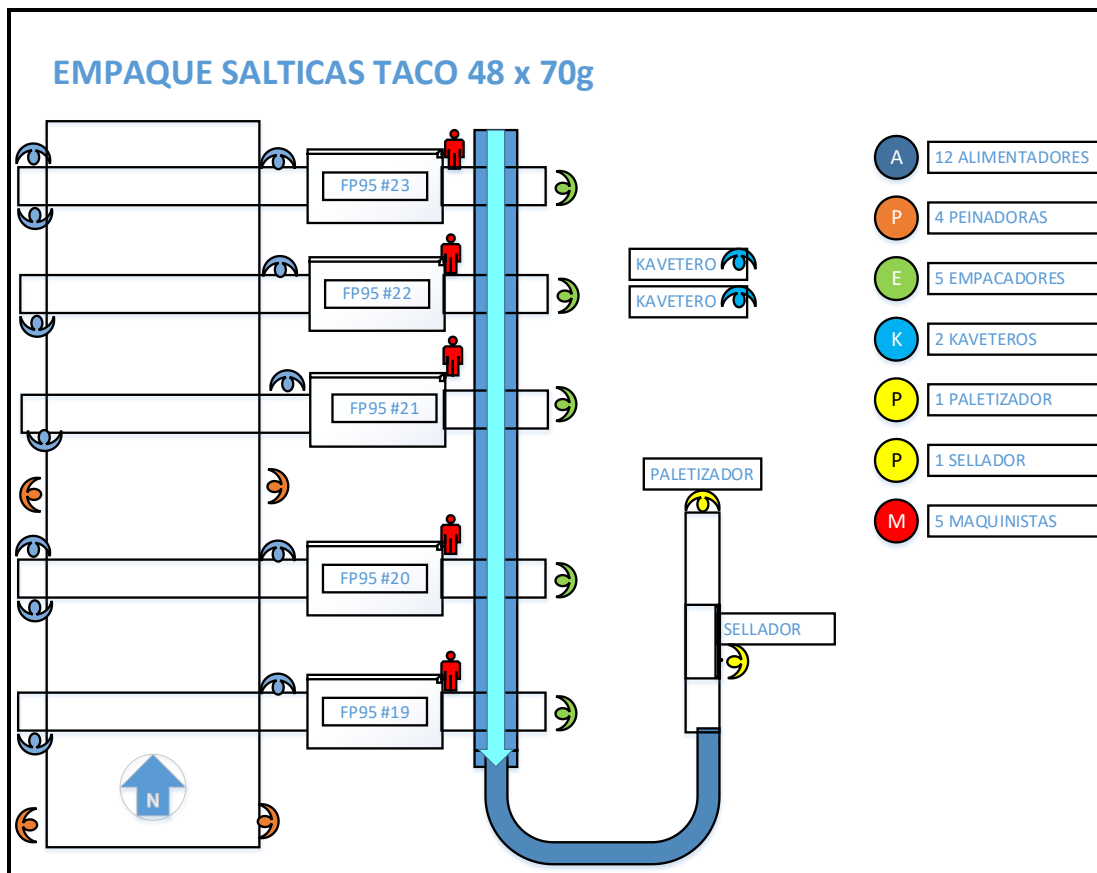 EMPAQUE SALTICAS TACO 48 x 70g
FP95 #23
FP95 #22
FP95 #21
FP95 #20
FP95 #19
N
KAVETERO
KAVETERO
PALETIZADOR
SELLADOR
A 12 ALIMENTADORES
P 4 PEINADORAS
E 5 EMPACADORES
K 2 KAVETEROS
P 1 PALETIZADOR
P 1 SELLADOR
M 5 MAQUINISTAS